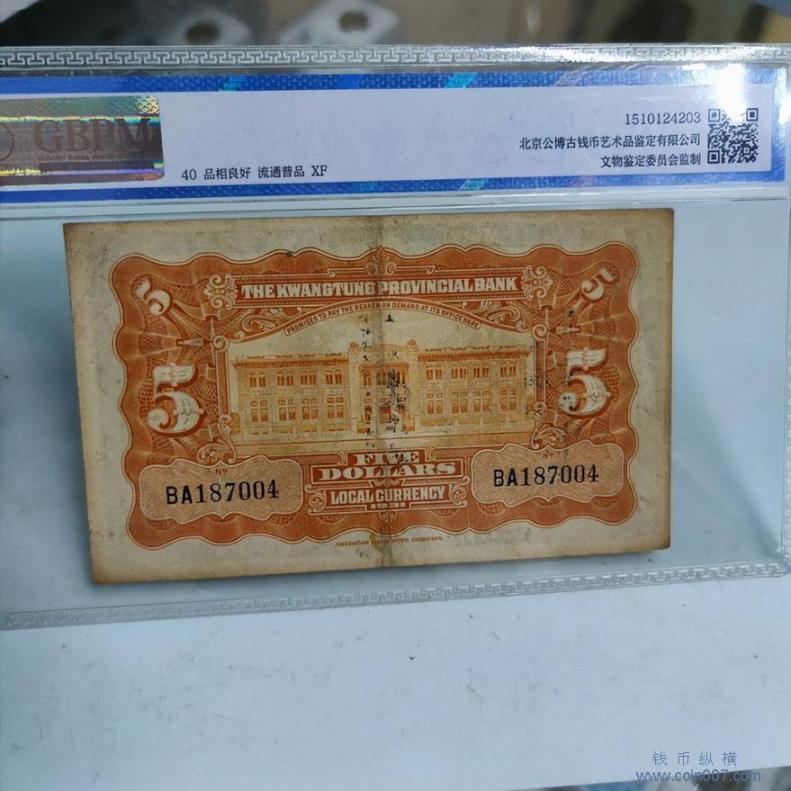 GBPM
1510124203
北京公博古钱币艺术品鉴定有限公司
文物鉴定委员会监制
40 品相良好 流通普品 XF
5 5
THE KWANGTUNG PROVINCIAL BANK
PROMISES TO PAY THE BEARER ON DEMAND AT ITS OFFICE HERE
5 5
FIVE
DOLLARS
Nº Nº
BA187004 BA187004
LOCAL CURRENCY
1931
AMERICAN BANK NOTE COMPANY.
钱币纵横
www.coin007.com